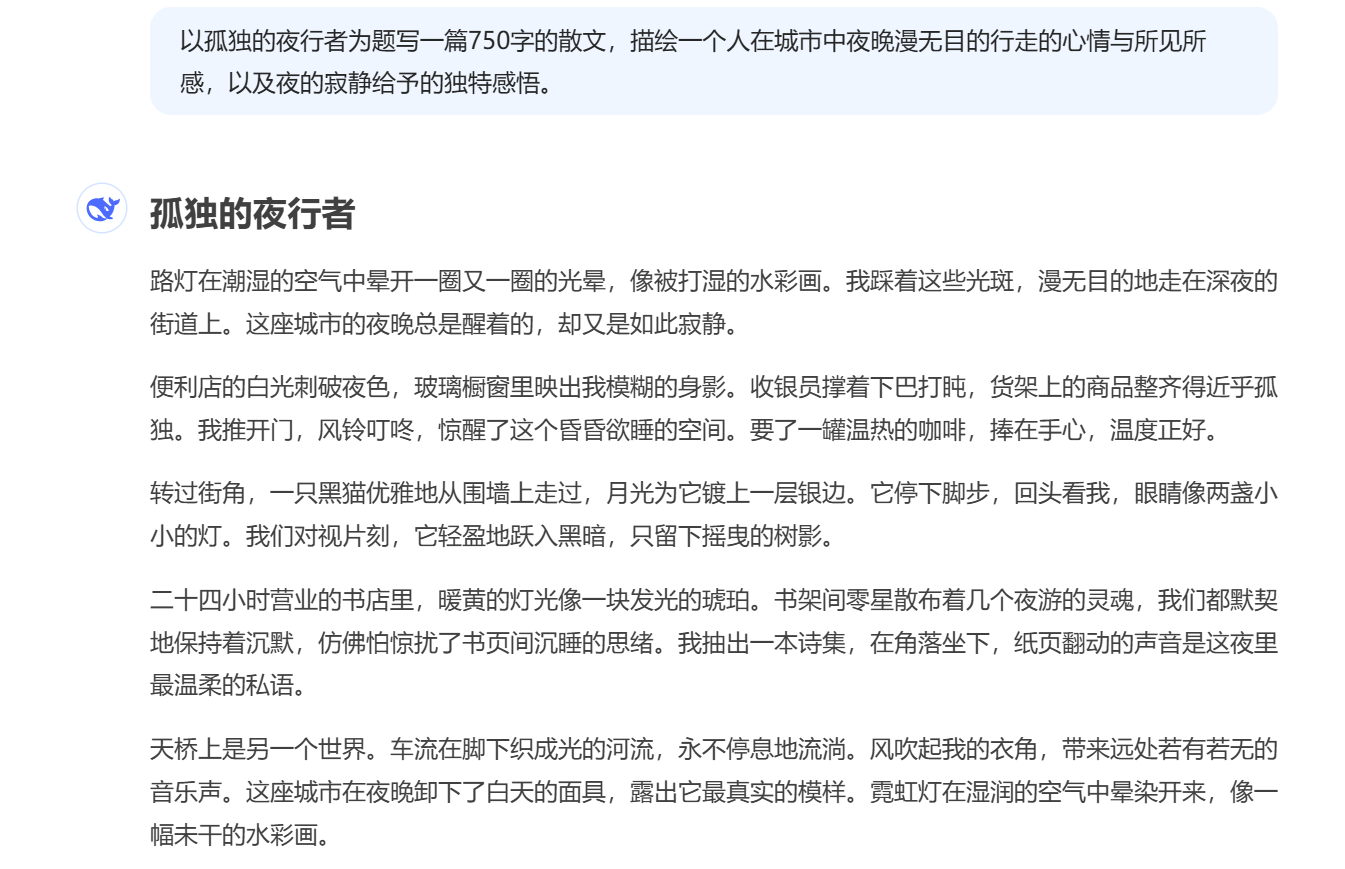 以孤独的夜行者为题写一篇750字的散文，描绘一个人在城市中夜晚漫无目的行走的心情与所见所
感，以及夜的寂静给予的独特感悟。
孤独的夜行者
路灯在潮湿的空气中晕开一圈又一圈的光晕，像被打湿的水彩画。我踩着这些光斑，漫无目的地走在深夜的
街道上。这座城市的夜晚总是醒着的，却又是如此寂静。
便利店的白光刺破夜色，玻璃橱窗里映出我模糊的身影。收银员撑着下巴打盹，货架上的商品整齐得近乎孤
独。我推开门，风铃叮咚，惊醒了这个昏昏欲睡的空间。要了一罐温热的咖啡，捧在手心，温度正好。
转过街角，一只黑猫优雅地从围墙上走过，月光为它镀上一层银边。它停下脚步，回头看我，眼睛像两盏小
小的灯。我们对视片刻，它轻盈地跃入黑暗，只留下摇曳的树影。
二十四小时营业的书店里，暖黄的灯光像一块发光的琥珀。书架间零星散布着几个夜游的灵魂，我们都默契
地保持着沉默，仿佛怕惊扰了书页间沉睡的思绪。我抽出一本诗集，在角落坐下，纸页翻动的声音是这夜里
最温柔的私语。
天桥上是另一个世界。车流在脚下织成光的河流，永不停息地流淌。风吹起我的衣角，带来远处若有若无的
音乐声。这座城市在夜晚卸下了白天的面具，露出它最真实的模样。霓虹灯在湿润的空气中晕染开来，像一
幅未干的水彩画。